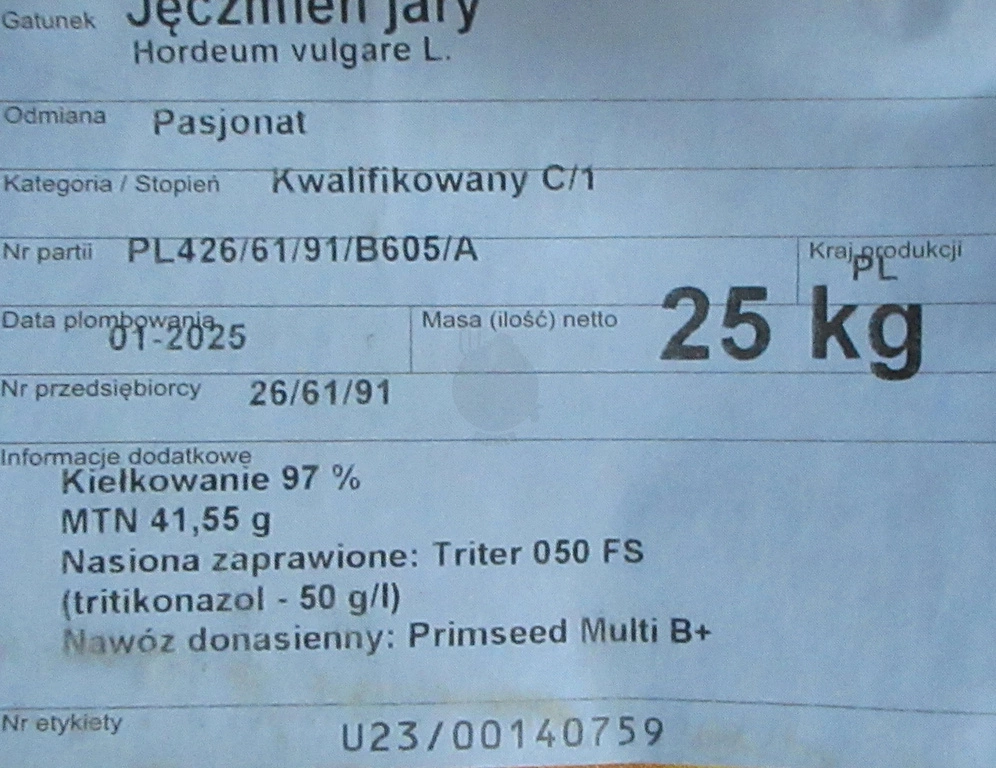 Gatunek Jęczmień jary
Hordeum vulgare L.
Odmiana Pasjonat
Kategoria / Stopień Kwalifikowany C/1
Nr partii PL426/61/91/B605/A Kraj produkcji
PL
Data plombowania 01-2025 Masa (ilość) netto 25 kg
Nr przedsiębiorcy 26/61/91
Informacje dodatkowe
Kiełkowanie 97 %
MTN 41,55 g
Nasiona zaprawione: Triter 050 FS
(tritikonazol - 50 g/l)
Nawóz donasienny: Primseed Multi B+
Nr etykiety U23/00140759